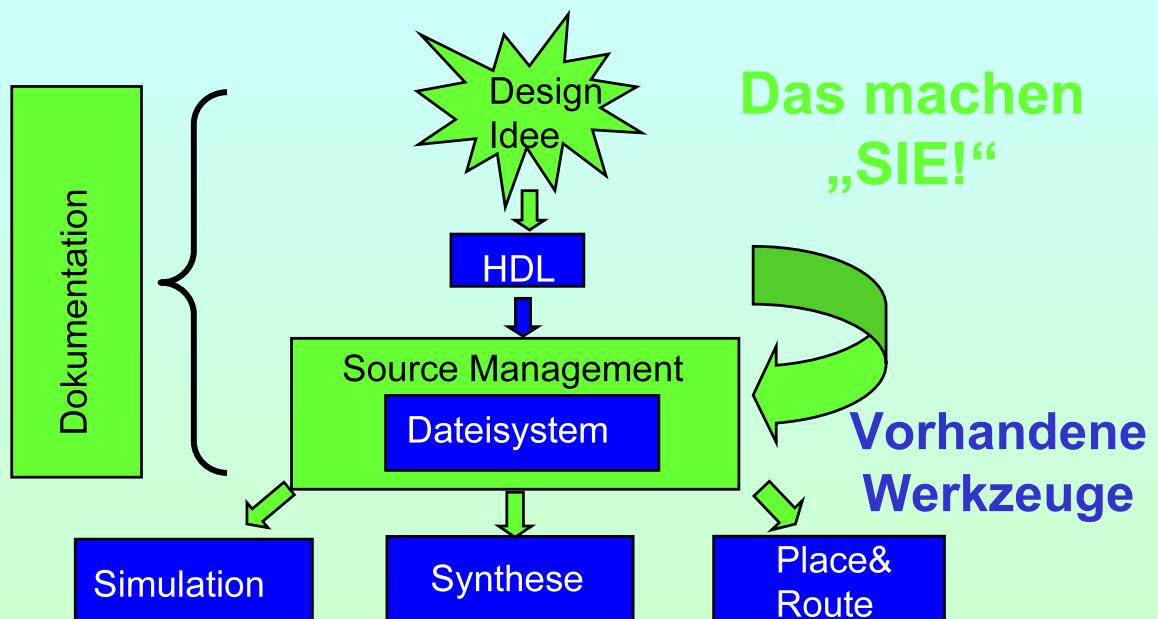 Design
Idee
Das machen
„SIE!“
Dokumentation
HDL
Source Management
Dateisystem
Vorhandene
Werkzeuge
Simulation
Synthese
Place&
Route